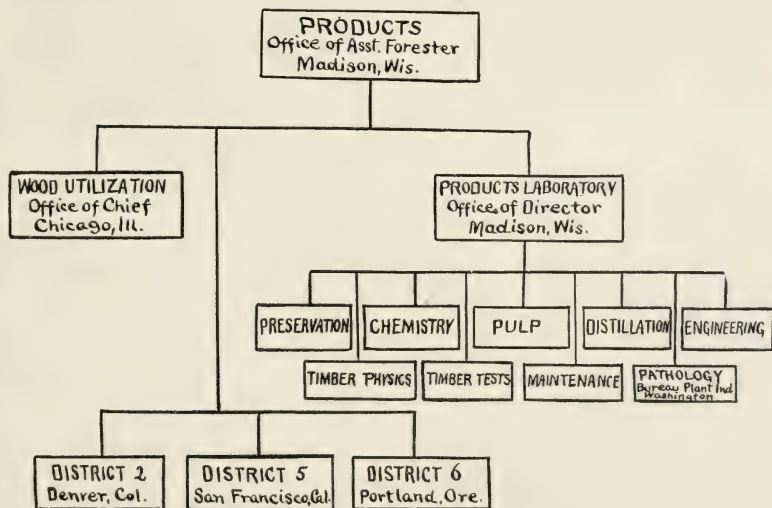 PRODUCTS
Office of Asst. Forester
Madison, Wis.
WOOD UTILIZATION
Office of Chief
Chicago, Ill.
PRODUCTS LABORATORY
Office of Director
Madison, Wis.
PRESERVATION
CHEMISTRY
PULP
DISTILLATION
ENGINEERING
TIMBER PHYSICS
TIMBER TESTS
MAINTENANCE
PATHOLOGY
Bureau Plant Ind
Washington
DISTRICT 2
Denver, Col.
DISTRICT 5
San Francisco, Cal.
DISTRICT 6
Portland, Ore.